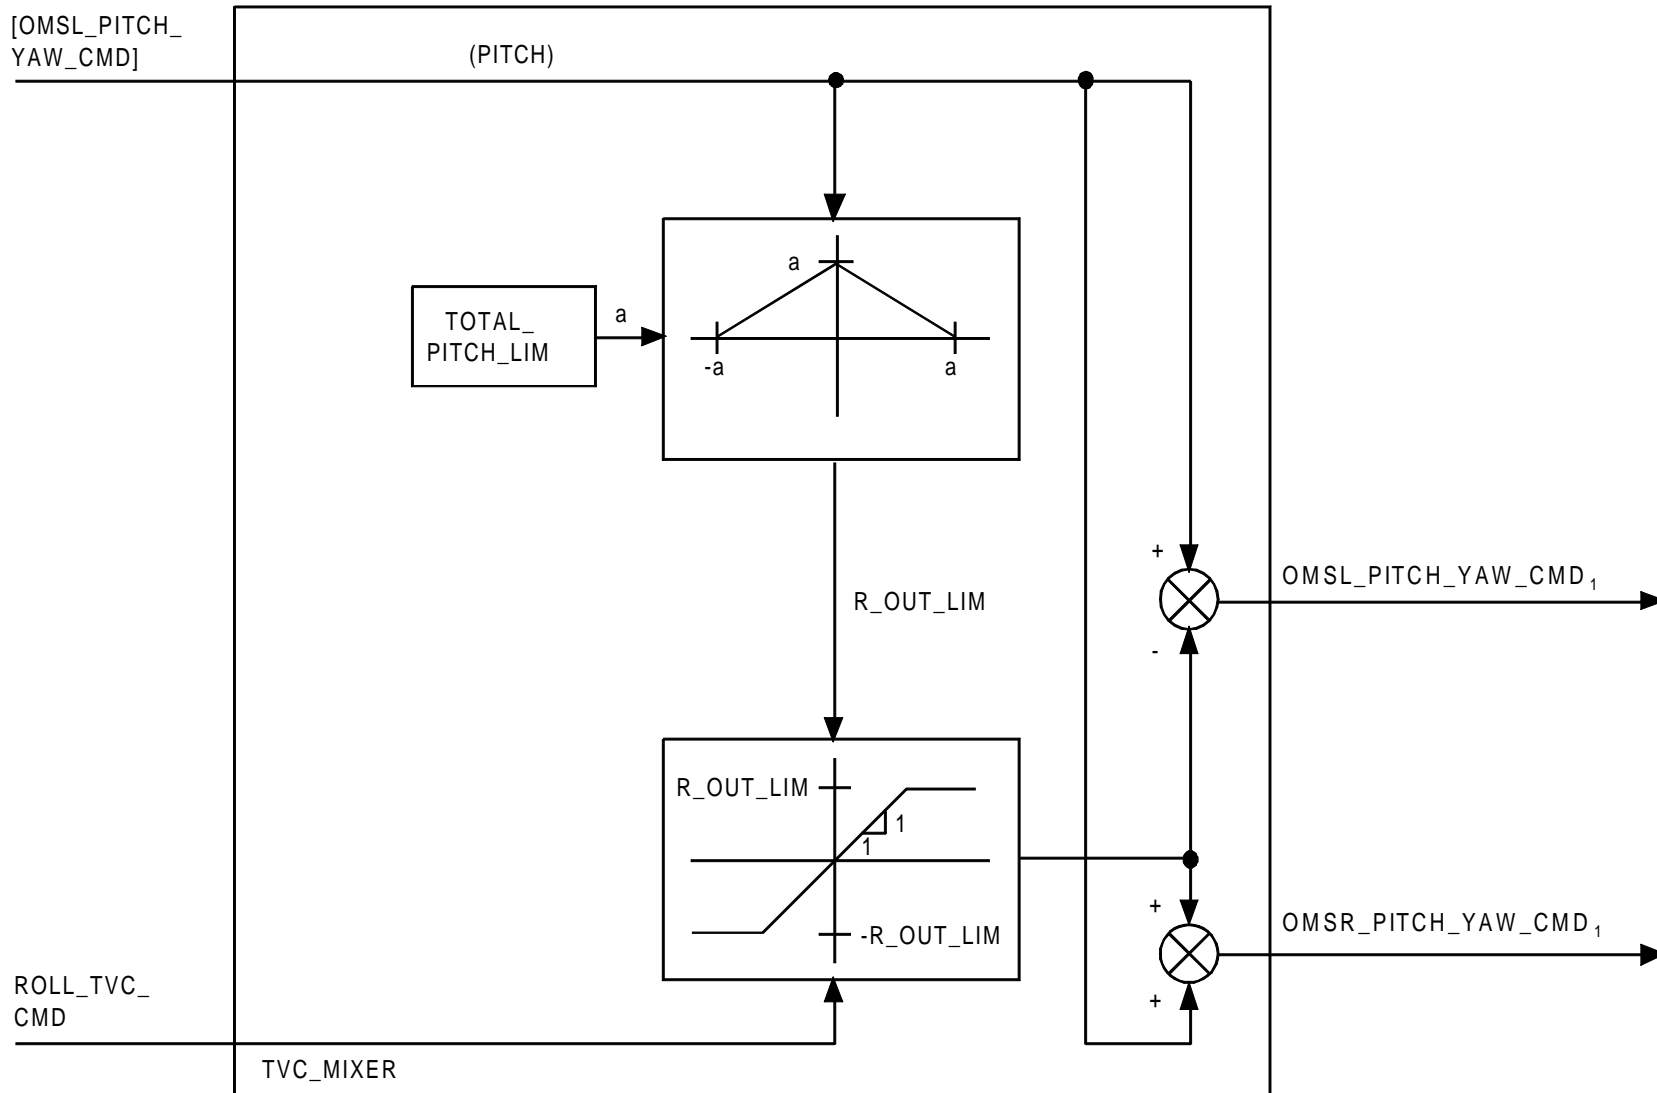 [OMSL_PITCH_
YAW_CMD]
(PITCH)
a
TOTAL_
PITCH_LIM
a
-a
a
+
OMSL_PITCH_YAW_CMD1
R_OUT_LIM
-
R_OUT_LIM
1
1
+
OMSR_PITCH_YAW_CMD1
-R_OUT_LIM
ROLL_TVC_
CMD
+
TVC_MIXER